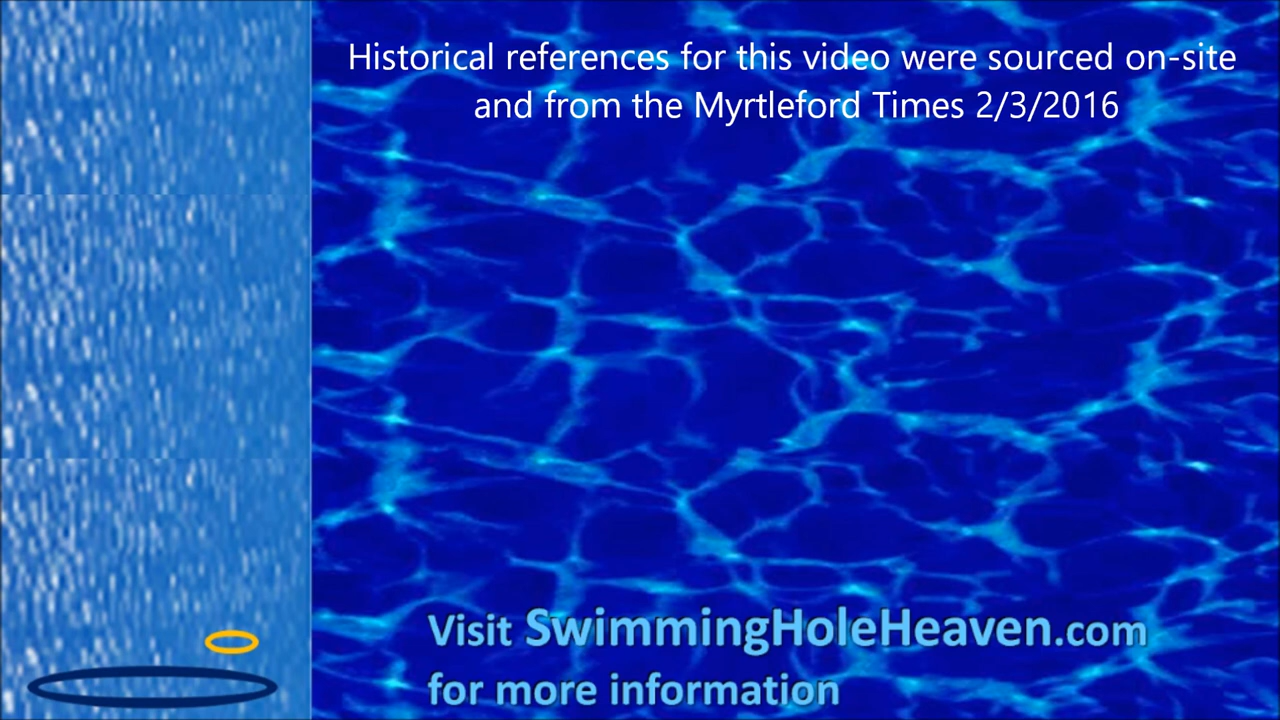 Historical references for this video were sourced on-site
and from the Myrtleford Times 2/3/2016
Visit SwimmingHoleHeaven.com
for more information